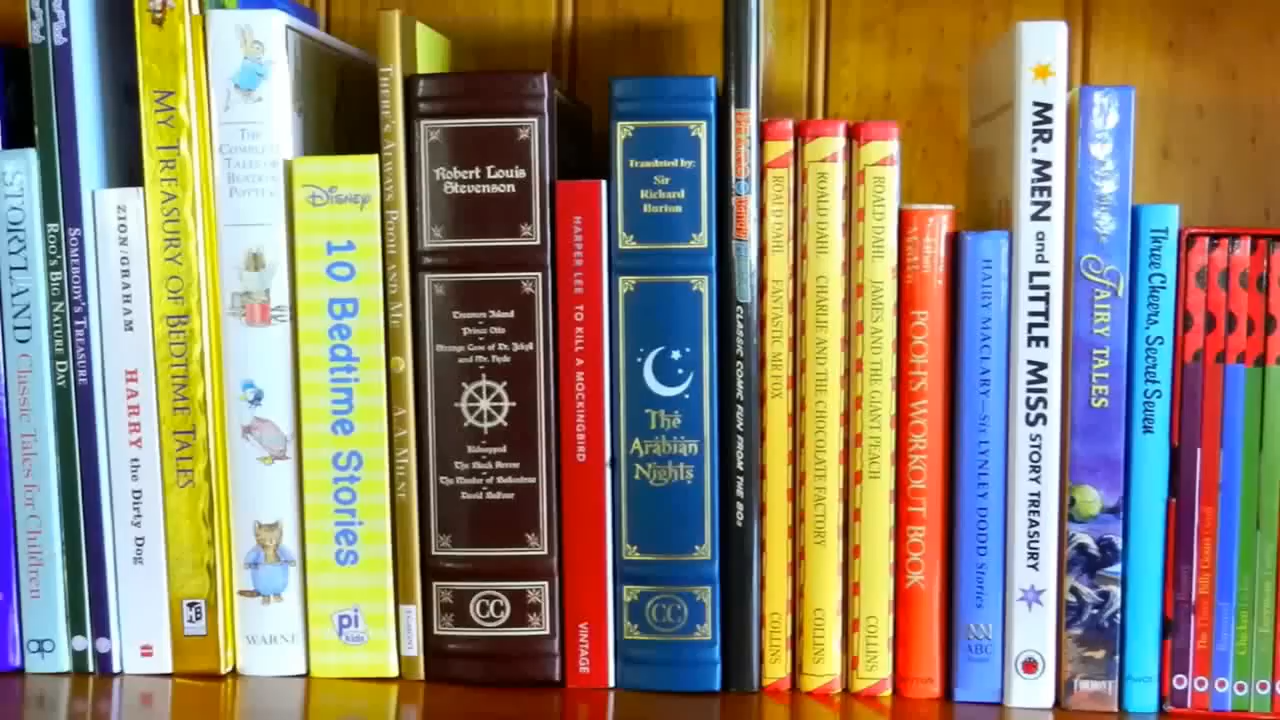 STORYLAND Classic Tales for Children
ROO'S BIG NATURE DAY
SOMEBODY'S TREASURE
ZION/GRAHAM HARRY the Dirty Dog
MY TREASURY OF BEDTIME TALES
THE
COMPLETE
TALES OF
BEATRIX
POTTER
WARNE
DISNEY
10 Bedtime Stories
pi
kids
THERE'S ALWAYS POOH AND ME A.A.MILNE
EGMONT
Robert Louis
Stevenson
Treasure Island
Prince Otto
Strange Case of Dr. Jekyll
and Mr. Hyde
Kidnapped
The Black Arrow
The Master of Ballantrae
David Balfour
CC
HARPER LEE TO KILL A MOCKINGBIRD
VINTAGE
Translated by:
Sir
Richard
Burton
The
Arabian
Nights
CC
CLASSIC COMIC FUN FROM THE 80s
ROALD DAHL FANTASTIC MR FOX COLLINS
ROALD DAHL CHARLIE AND THE CHOCOLATE FACTORY COLLINS
ROALD DAHL JAMES AND THE GIANT PEACH COLLINS
POOH'S WORKOUT BOOK
HAIRY MACLARY—Six LYNLEY DODD Stories
ABC
MR. MEN and LITTLE MISS STORY TREASURY
FAIRY TALES
Three Cheers, Secret Seven